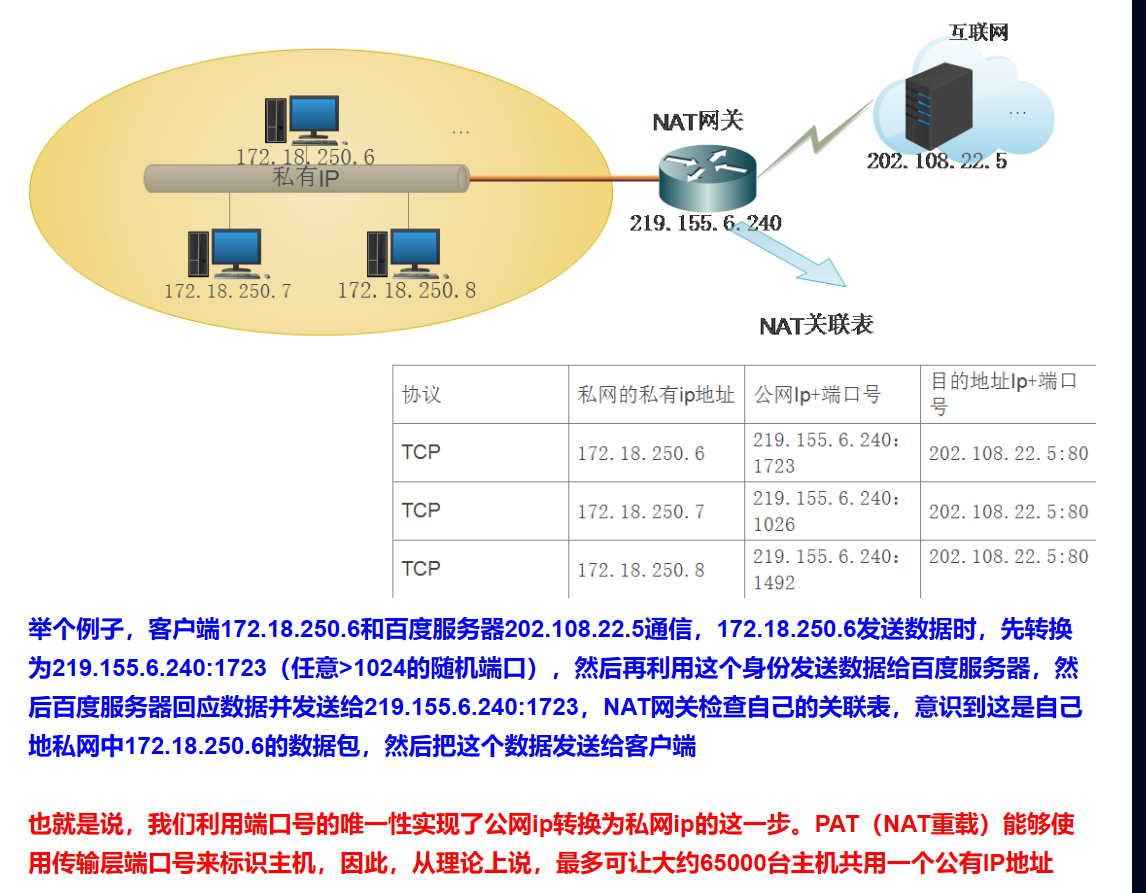 互联网
...
NAT网关
...
172.18.250.6
202.108.22.5
私有IP
219.155.6.240
172.18.250.7
172.18.250.8
NAT关联表
协议 私网的私有ip地址 公网Ip+端口号 目的地址Ip+端口
号
TCP 172.18.250.6 219.155.6.240:
1723 202.108.22.5:80
TCP 172.18.250.7 219.155.6.240:
1026 202.108.22.5:80
TCP 172.18.250.8 219.155.6.240:
1492 202.108.22.5:80
举个例子，客户端172.18.250.6和百度服务器202.108.22.5通信，172.18.250.6发送数据时，先转换
为219.155.6.240:1723（任意>1024的随机端口），然后再利用这个身份发送数据给百度服务器，然
后百度服务器回应数据并发送给219.155.6.240:1723，NAT网关检查自己的关联表，意识到这是自己
地私网中172.18.250.6的数据包，然后把这个数据发送给客户端
也就是说，我们利用端口号的唯一性实现了公网ip转换为私网ip的这一步。PAT（NAT重载）能够使
用传输层端口号来标识主机，因此，从理论上说，最多可让大约65000台主机共用一个公有IP地址